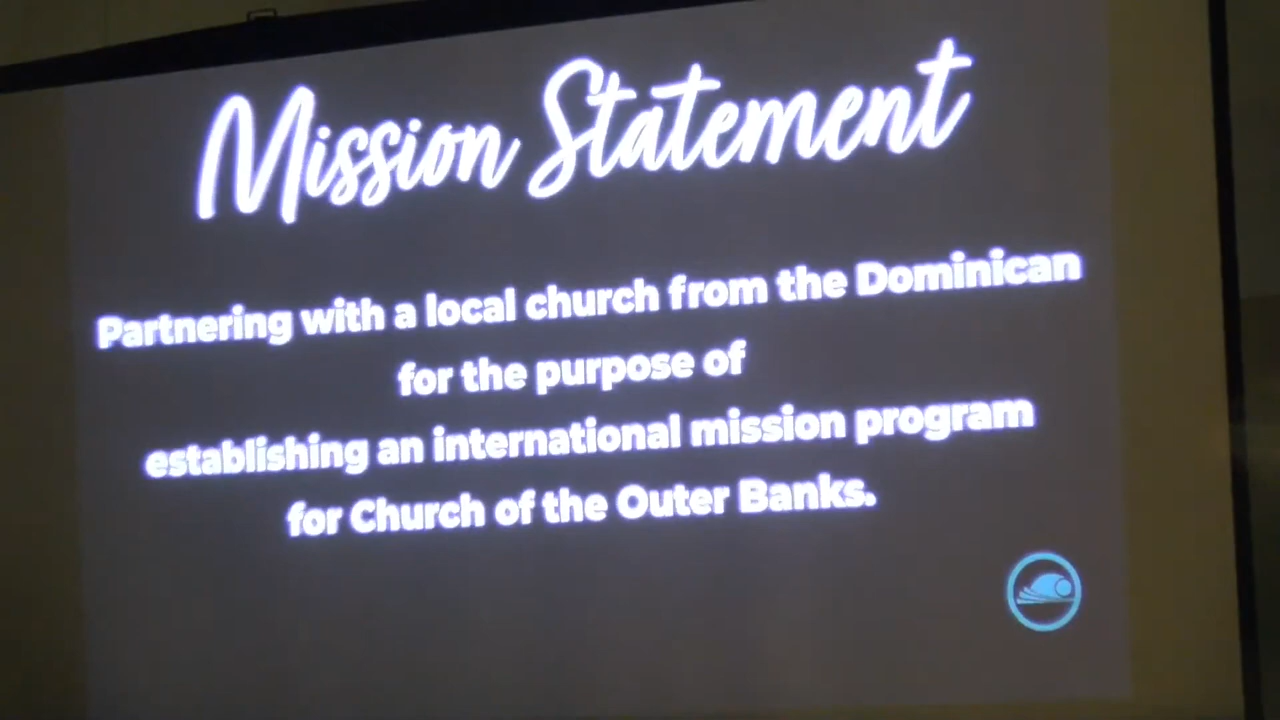 Mission Statement
Partnering with a local church from the Dominican
for the purpose of
establishing an international mission program
for Church of the Outer Banks.